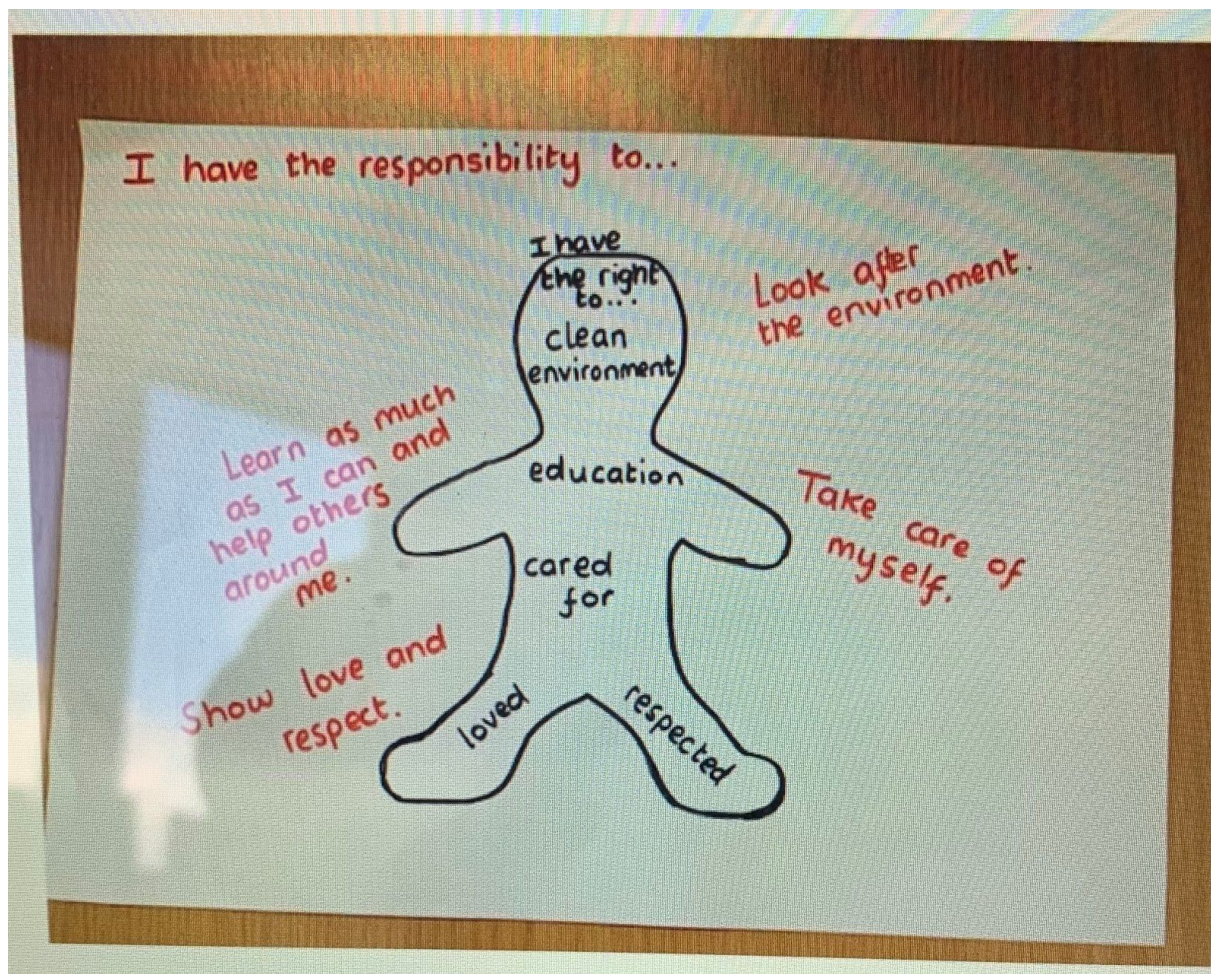 I have the responsibility to...
I have
the right
to...
clean
environment
Look after
the environment.
Learn as much
as I can and
help others
around
me.
education
Take care of
myself.
cared
for
Show love and
respect.
loved
respected